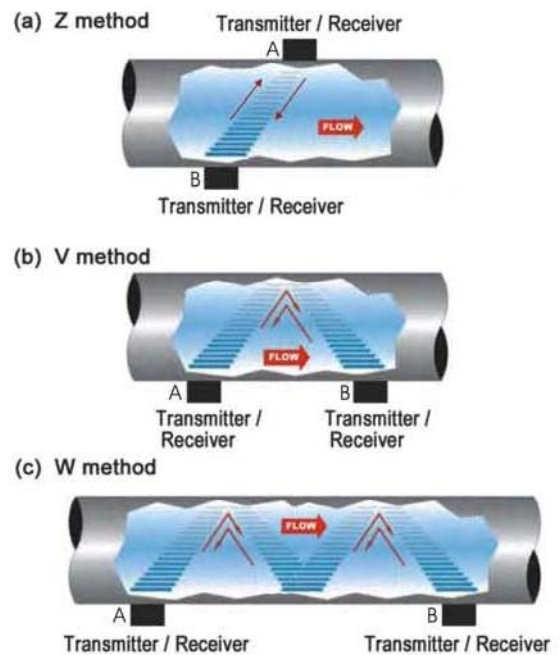 (a) Z method
Transmitter / Receiver
A
FLOW
B
Transmitter / Receiver
(b) V method
FLOW
A
B
Transmitter /
Receiver
Transmitter /
Receiver
(c) W method
FLOW
A
B
Transmitter / Receiver
Transmitter / Receiver